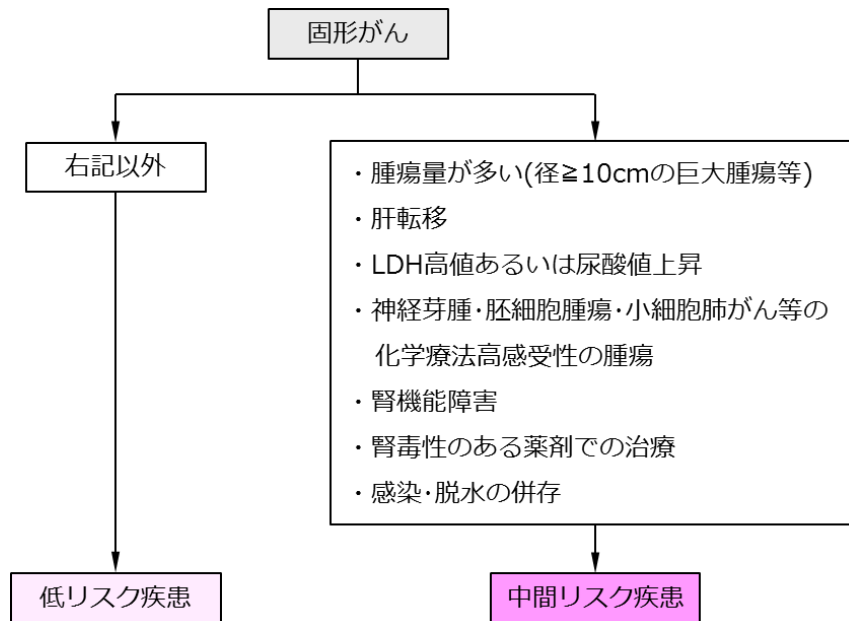 固形がん
右記以外
・腫瘍量が多い(径≧10cmの巨大腫瘍等)
・肝転移
・LDH高値あるいは尿酸値上昇
・神経芽腫・胚細胞腫瘍・小細胞肺がん等の
化学療法高感受性の腫瘍
・腎機能障害
・腎毒性のある薬剤での治療
・感染・脱水の併存
低リスク疾患
中間リスク疾患